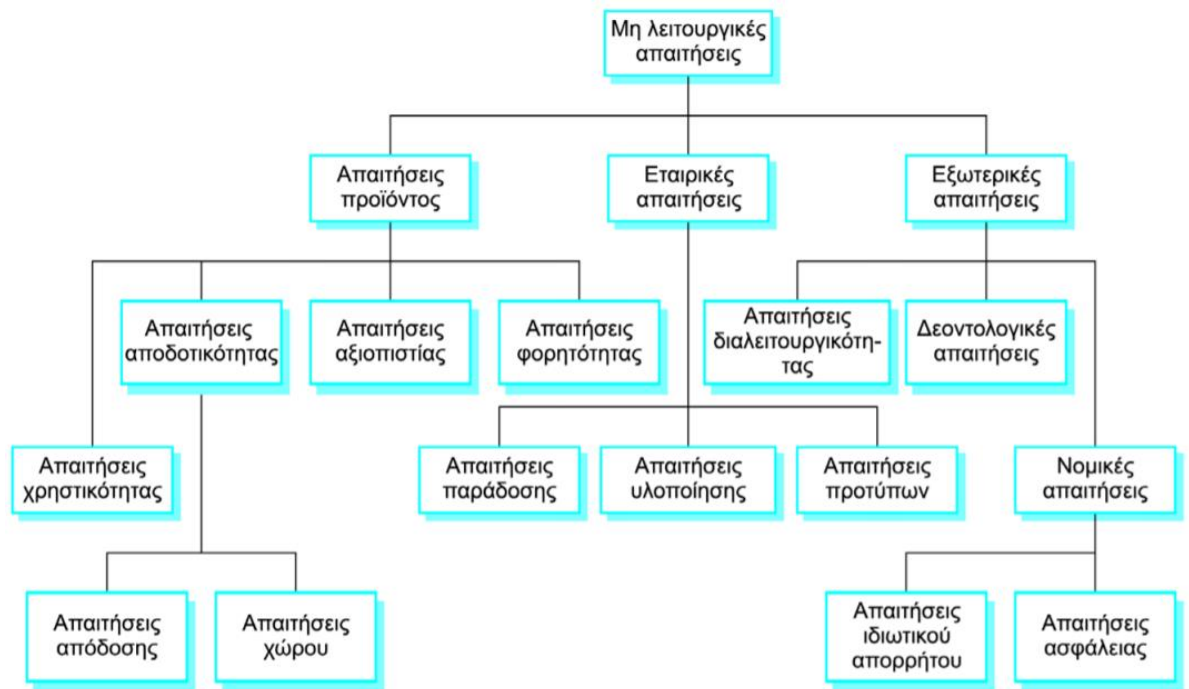 Μη λειτουργικές
απαιτήσεις
Απαιτήσεις
προϊόντος
Εταιρικές
απαιτήσεις
Εξωτερικές
απαιτήσεις
Απαιτήσεις
αποδοτικότητας
Απαιτήσεις
αξιοπιστίας
Απαιτήσεις
φορητότητας
Απαιτήσεις
διαλειτουργικότη-
τας
Δεοντολογικές
απαιτήσεις
Απαιτήσεις
χρηστικότητας
Απαιτήσεις
παράδοσης
Απαιτήσεις
υλοποίησης
Απαιτήσεις
προτύπων
Νομικές
απαιτήσεις
Απαιτήσεις
απόδοσης
Απαιτήσεις
χώρου
Απαιτήσεις
ιδιωτικού
απορρήτου
Απαιτήσεις
ασφάλειας